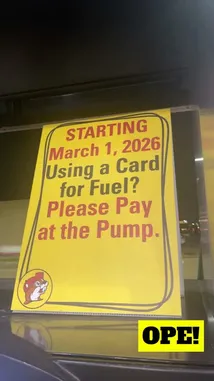 STARTING
March 1, 2026
Using a Card
for Fuel?
Please Pay
at the Pump.
OPE!